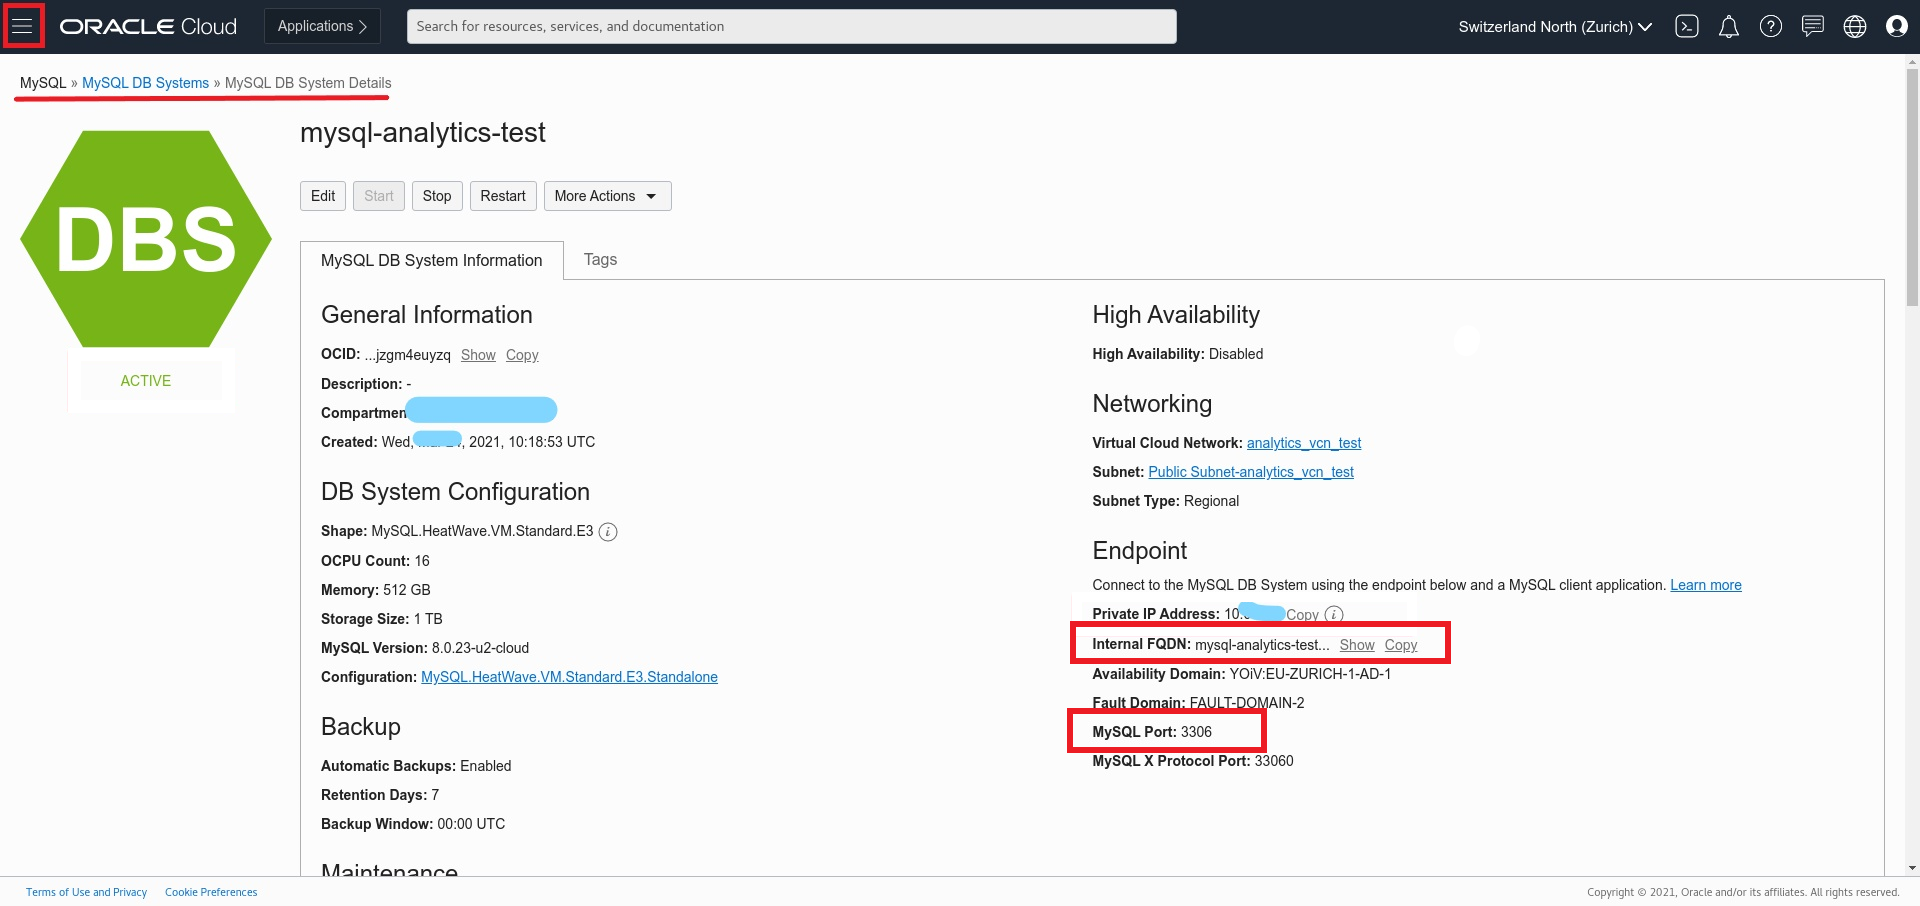 ORACLE Cloud
Applications
Search for resources, services, and documentation
Switzerland North (Zurich)
MySQL » MySQL DB Systems » MySQL DB System Details
DBS
ACTIVE
mysql-analytics-test
Edit Start Stop Restart More Actions
MySQL DB System Information
Tags
General Information
OCID: ...jzgm4euyzq Show Copy
Description: -
Compartmen
Created: Wed, 2021, 10:18:53 UTC
DB System Configuration
Shape: MySQL.HeatWave.VM.Standard.E3
OCPU Count: 16
Memory: 512 GB
Storage Size: 1 TB
MySQL Version: 8.0.23-u2-cloud
Configuration: MySQL.HeatWave.VM.Standard.E3.Standalone
Backup
Automatic Backups: Enabled
Retention Days: 7
Backup Window: 00:00 UTC
Maintenance
High Availability
High Availability: Disabled
Networking
Virtual Cloud Network: analytics_vcn_test
Subnet: Public Subnet-analytics_vcn_test
Subnet Type: Regional
Endpoint
Connect to the MySQL DB System using the endpoint below and a MySQL client application. Learn more
Private IP Address: 10. Copy
Internal FQDN: mysql-analytics-test... Show Copy
Availability Domain: YOiV:EU-ZURICH-1-AD-1
Fault Domain: FAULT-DOMAIN-2
MySQL Port: 3306
MySQL X Protocol Port: 33060
Terms of Use and Privacy Cookie Preferences
Copyright © 2021, Oracle and/or its affiliates. All rights reserved.